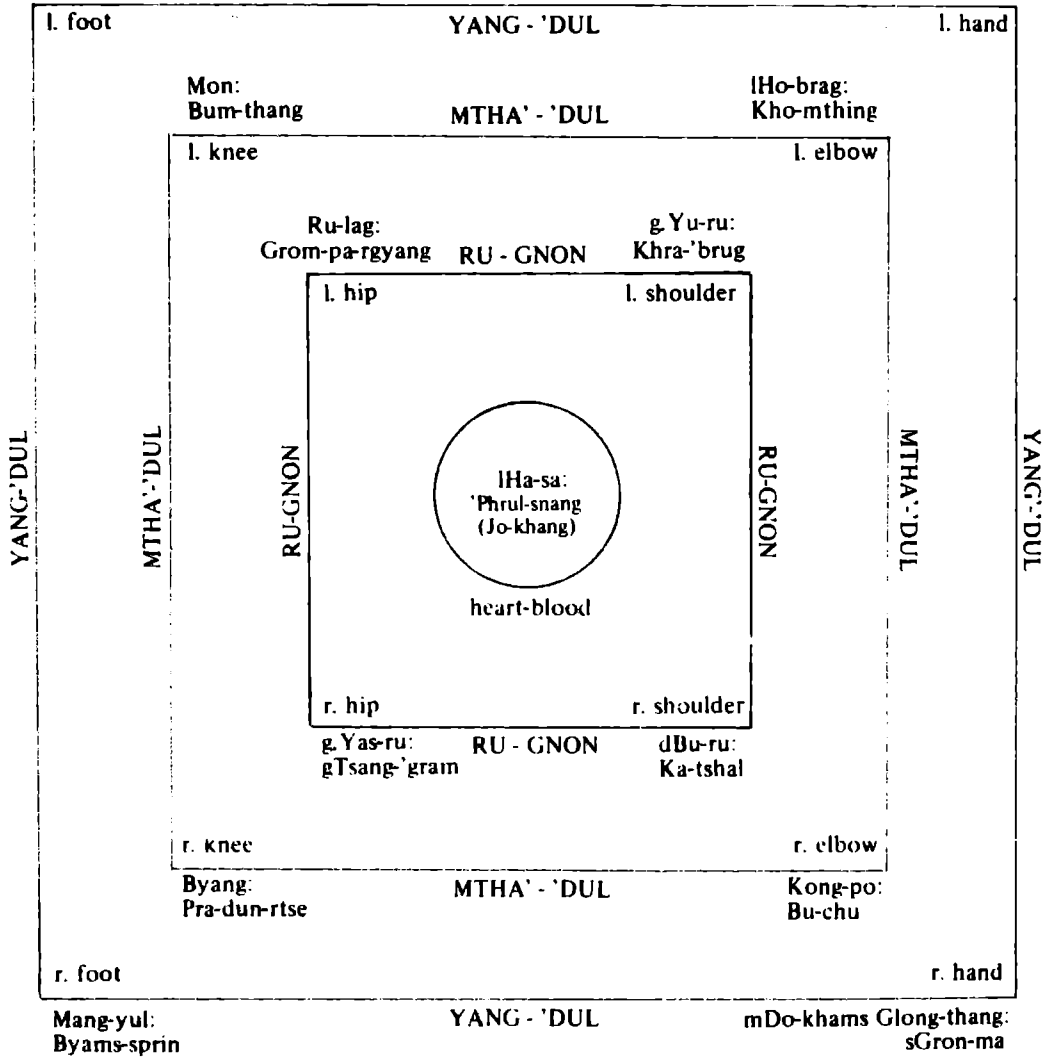 l. foot YANG - 'DUL l. hand
Mon: lHo-brag:
Bum-thang MTHA' - 'DUL Kho-mthing
l. knee l. elbow
Ru-lag: g.Yu-ru:
Grom-pa-rgyang RU - GNON Khra-'brug
l. hip l. shoulder
YANG-'DUL
MTHA'-'DUL
RU-GNON
lHa-sa:
'Phrul-snang
(Jo-khang)
heart-blood
RU-GNON
MTHA'-'DUL
YANG-'DUL
r. hip r. shoulder
g.Yas-ru: RU - GNON dBu-ru:
gTsang-'gram Ka-tshal
r. knee r. elbow
Byang: MTHA' - 'DUL Kong-po:
Pra-dun-rtse Bu-chu
r. foot r. hand
Mang-yul: YANG - 'DUL mDo-khams Glong-thang:
Byams-sprin sGron-ma